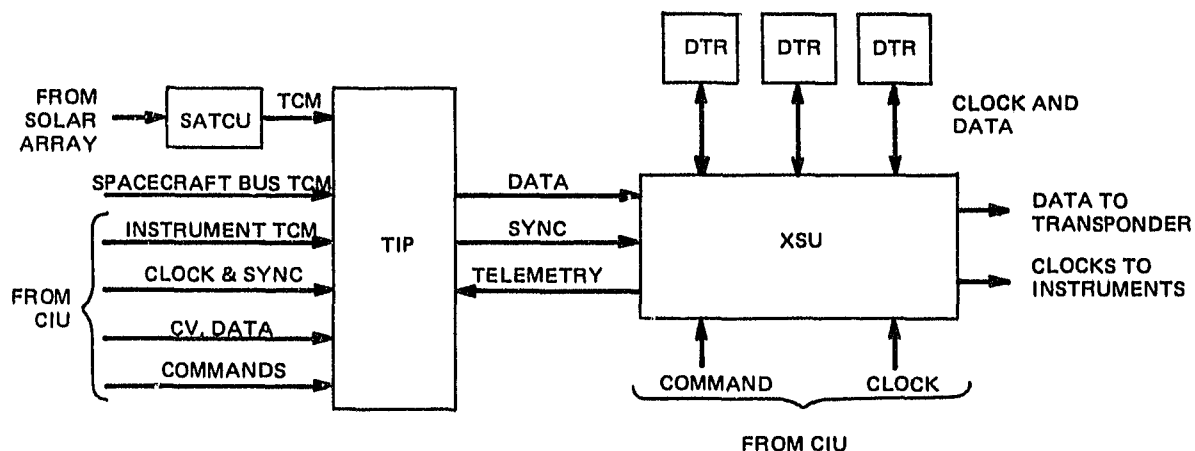 DTR
DTR
DTR
FROM
SOLAR
ARRAY
SATCU
TCM
CLOCK AND
DATA
SPACECRAFT BUS TCM
INSTRUMENT TCM
CLOCK & SYNC
CV, DATA
COMMANDS
FROM
CIU
TIP
DATA
SYNC
TELEMETRY
XSU
DATA TO
TRANSPONDER
CLOCKS TO
INSTRUMENTS
COMMAND
CLOCK
FROM CIU